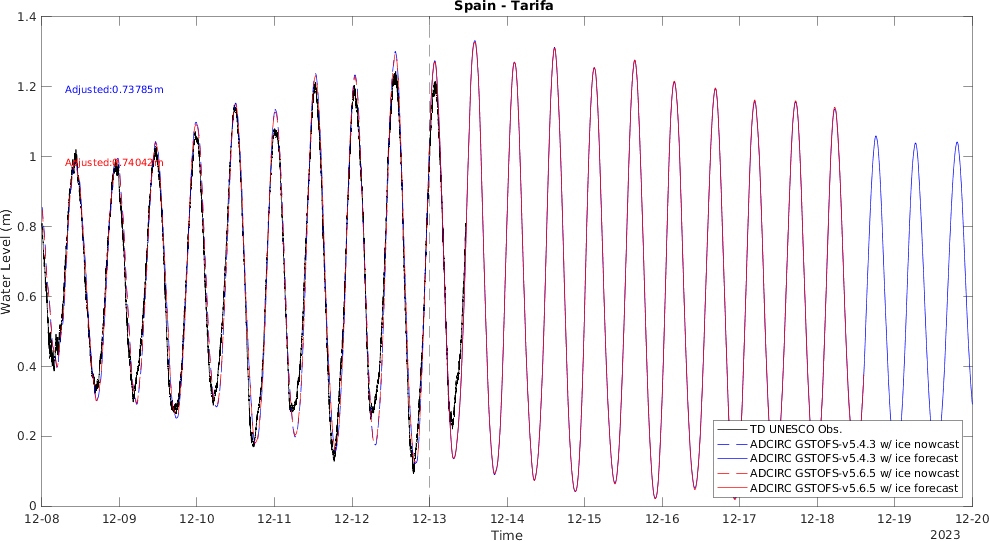 Spain - Tarifa
1.4
1.2
1
0.8
0.6
0.4
0.2
0
Water Level (m)
Adjusted:0.73785m
Adjusted:0.74042m
TD UNESCO Obs.
ADCIRC GSTOFS-v5.4.3 w/ ice nowcast
ADCIRC GSTOFS-v5.4.3 w/ ice forecast
ADCIRC GSTOFS-v5.6.5 w/ ice nowcast
ADCIRC GSTOFS-v5.6.5 w/ ice forecast
12-08 12-09 12-10 12-11 12-12 12-13 12-14 12-15 12-16 12-17 12-18 12-19 12-20
Time
2023